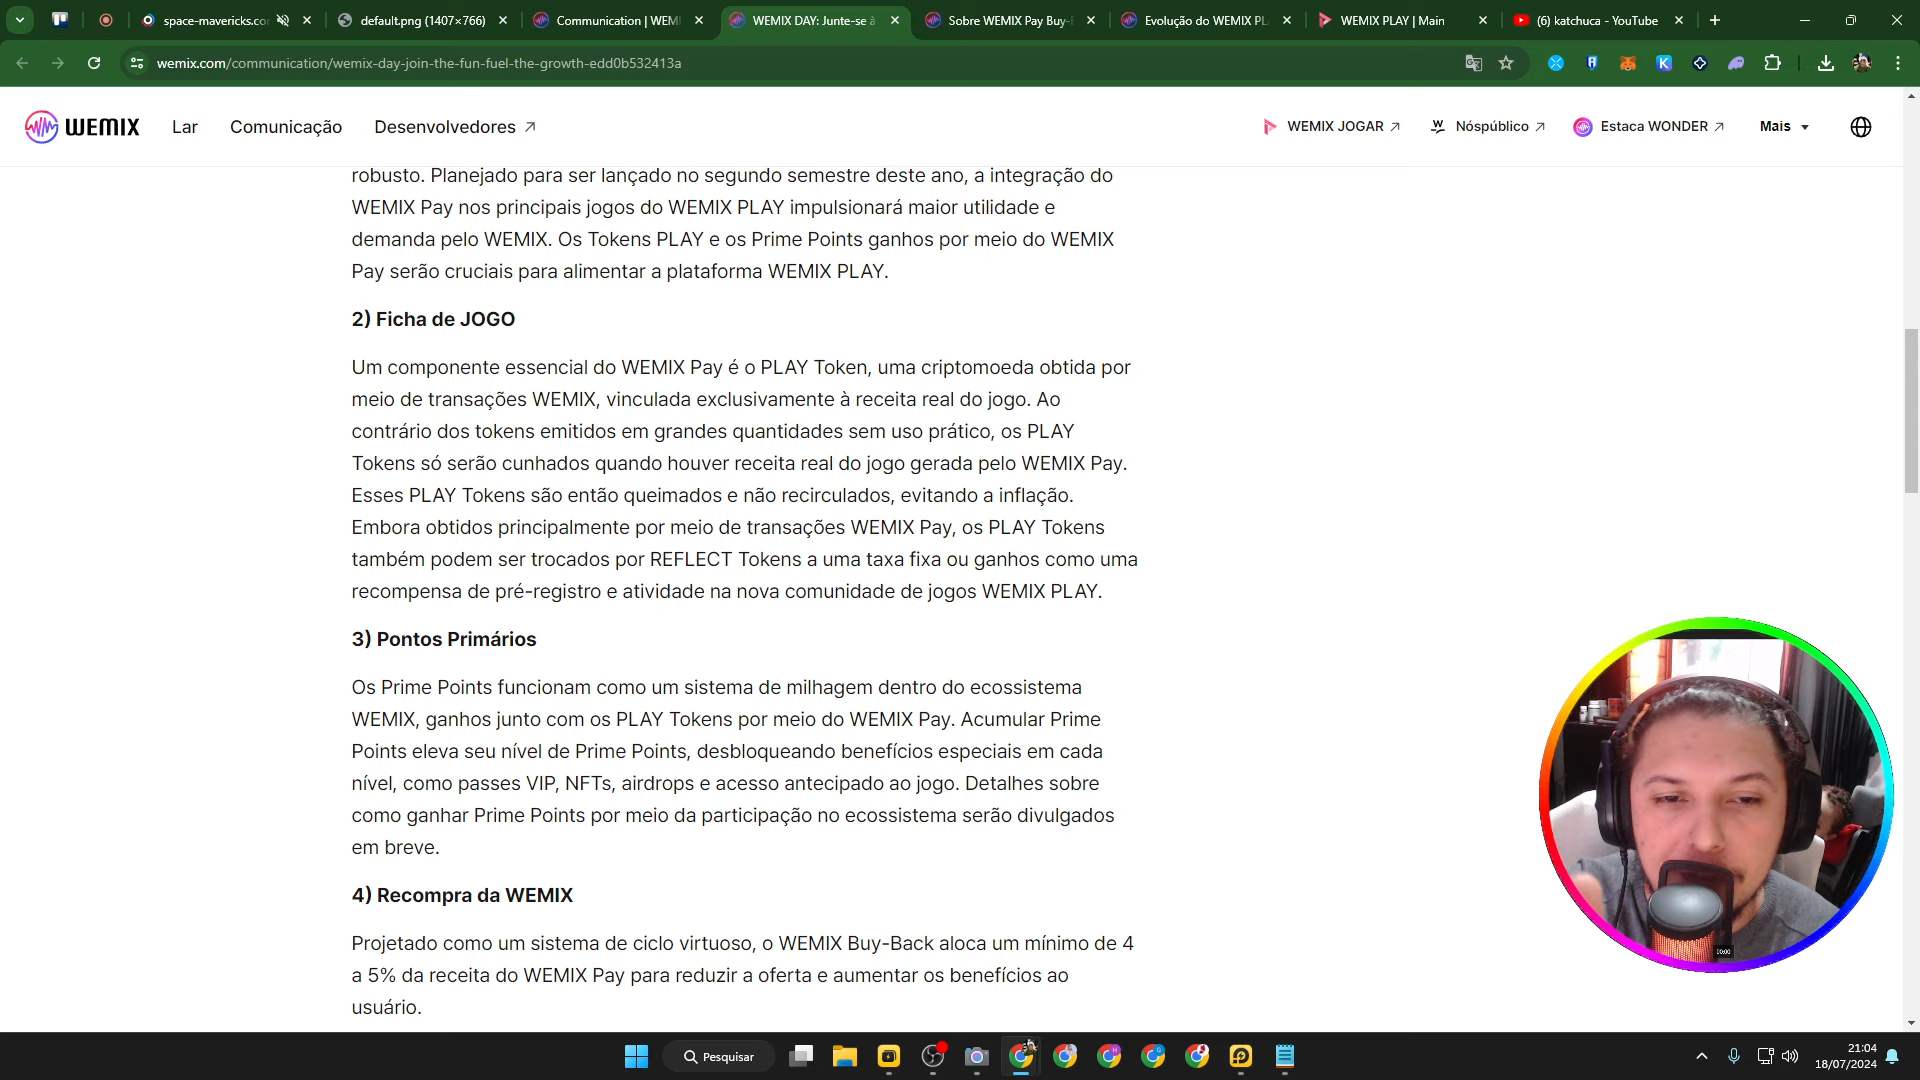 space-mavericks.co
default.png (1407×766)
Communication | WEMI
WEMIX DAY: Junte-se à
Sobre WEMIX Pay Buy-
Evolução do WEMIX PL
WEMIX PLAY | Main
(6) katchuca - YouTube
wemix.com/communication/wemix-day-join-the-fun-fuel-the-growth-edd0b532413a
WEMIX
Lar
Comunicação
Desenvolvedores
WEMIX JOGAR
Nóspúblico
Estaca WONDER
Mais
robusto. Planejado para ser lançado no segundo semestre deste ano, a integração do
WEMIX Pay nos principais jogos do WEMIX PLAY impulsionará maior utilidade e
demanda pelo WEMIX. Os Tokens PLAY e os Prime Points ganhos por meio do WEMIX
Pay serão cruciais para alimentar a plataforma WEMIX PLAY.
2) Ficha de JOGO
Um componente essencial do WEMIX Pay é o PLAY Token, uma criptomoeda obtida por
meio de transações WEMIX, vinculada exclusivamente à receita real do jogo. Ao
contrário dos tokens emitidos em grandes quantidades sem uso prático, os PLAY
Tokens só serão cunhados quando houver receita real do jogo gerada pelo WEMIX Pay.
Esses PLAY Tokens são então queimados e não recirculados, evitando a inflação.
Embora obtidos principalmente por meio de transações WEMIX Pay, os PLAY Tokens
também podem ser trocados por REFLECT Tokens a uma taxa fixa ou ganhos como uma
recompensa de pré-registro e atividade na nova comunidade de jogos WEMIX PLAY.
3) Pontos Primários
Os Prime Points funcionam como um sistema de milhagem dentro do ecossistema
WEMIX, ganhos junto com os PLAY Tokens por meio do WEMIX Pay. Acumular Prime
Points eleva seu nível de Prime Points, desbloqueando benefícios especiais em cada
nível, como passes VIP, NFTs, airdrops e acesso antecipado ao jogo. Detalhes sobre
como ganhar Prime Points por meio da participação no ecossistema serão divulgados
em breve.
4) Recompra da WEMIX
Projetado como um sistema de ciclo virtuoso, o WEMIX Buy-Back aloca um mínimo de 4
a 5% da receita do WEMIX Pay para reduzir a oferta e aumentar os benefícios ao
usuário.
00:00
Pesquisar
21:04
18/07/2024